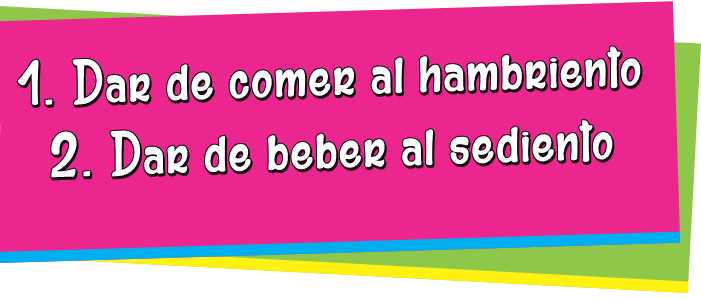 1. Dar de comer al hambriento
2. Dar de beber al sediento